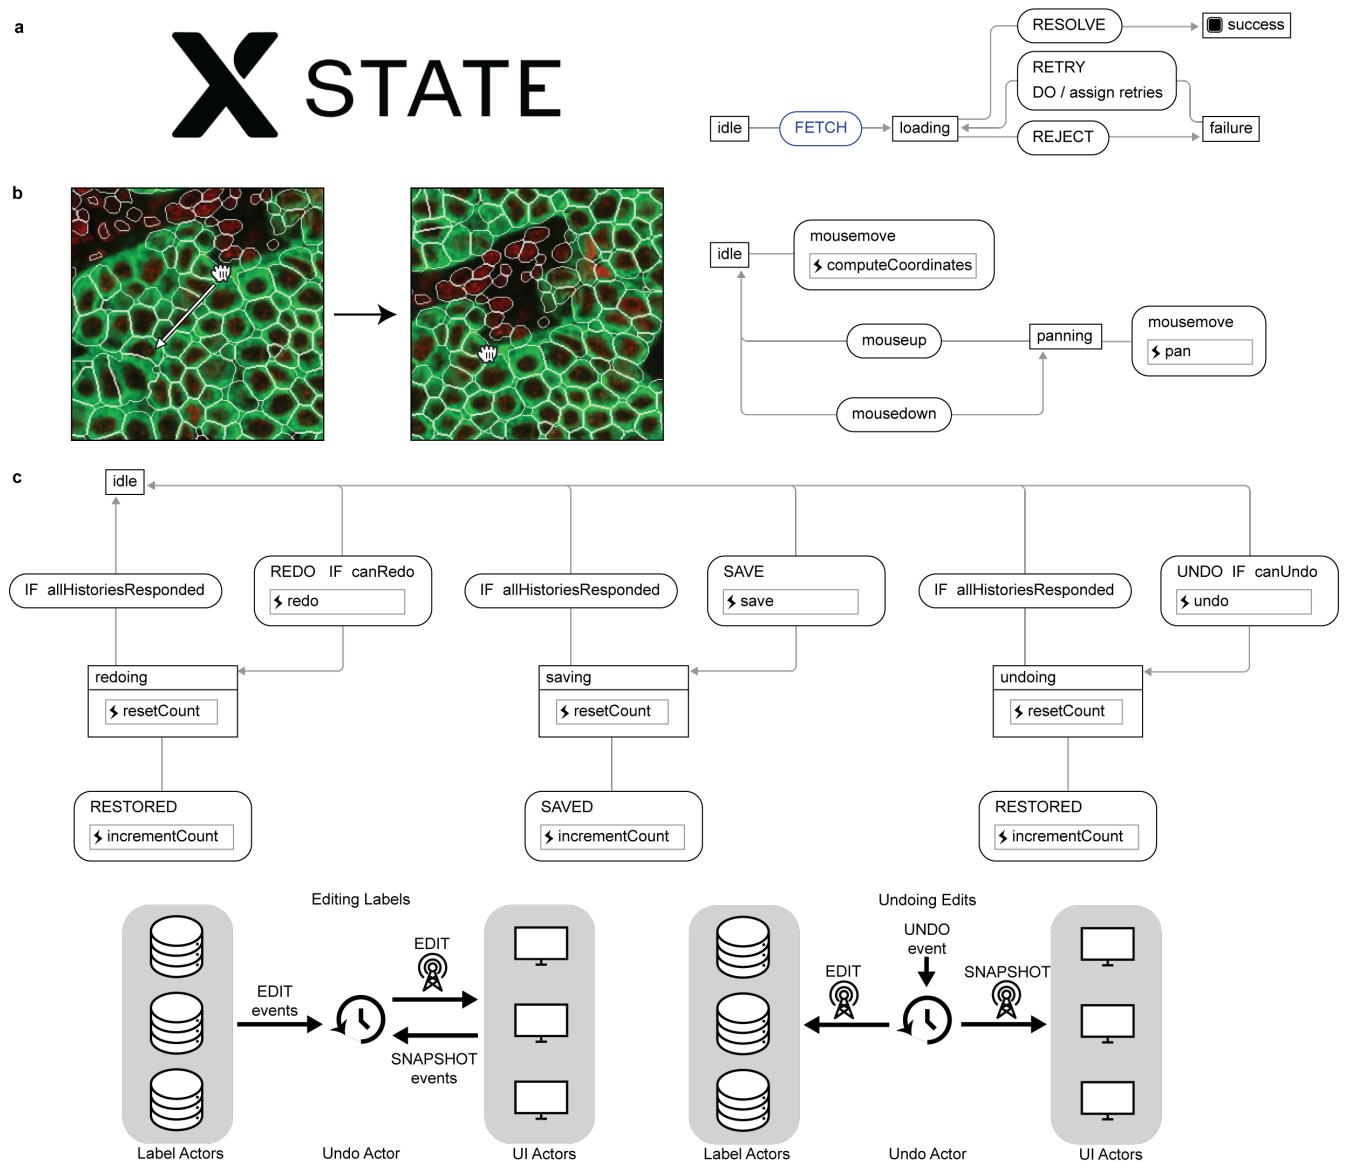 a
X STATE
RESOLVE
success
RETRY
DO / assign retries
idle
FETCH
loading
REJECT
failure
b
idle
mousemove
computeCoordinates
mouseup
panning
mousemove
pan
mousedown
c
idle
IF allHistoriesResponded
REDO IF canRedo
redo
IF allHistoriesResponded
SAVE
save
IF allHistoriesResponded
UNDO IF canUndo
undo
redoing
resetCount
saving
resetCount
undoing
resetCount
RESTORED
incrementCount
SAVED
incrementCount
RESTORED
incrementCount
Editing Labels
EDIT
events
EDIT
SNAPSHOT
events
Label Actors
Undo Actor
UI Actors
Undoing Edits
UNDO
event
EDIT
SNAPSHOT
Label Actors
Undo Actor
UI Actors